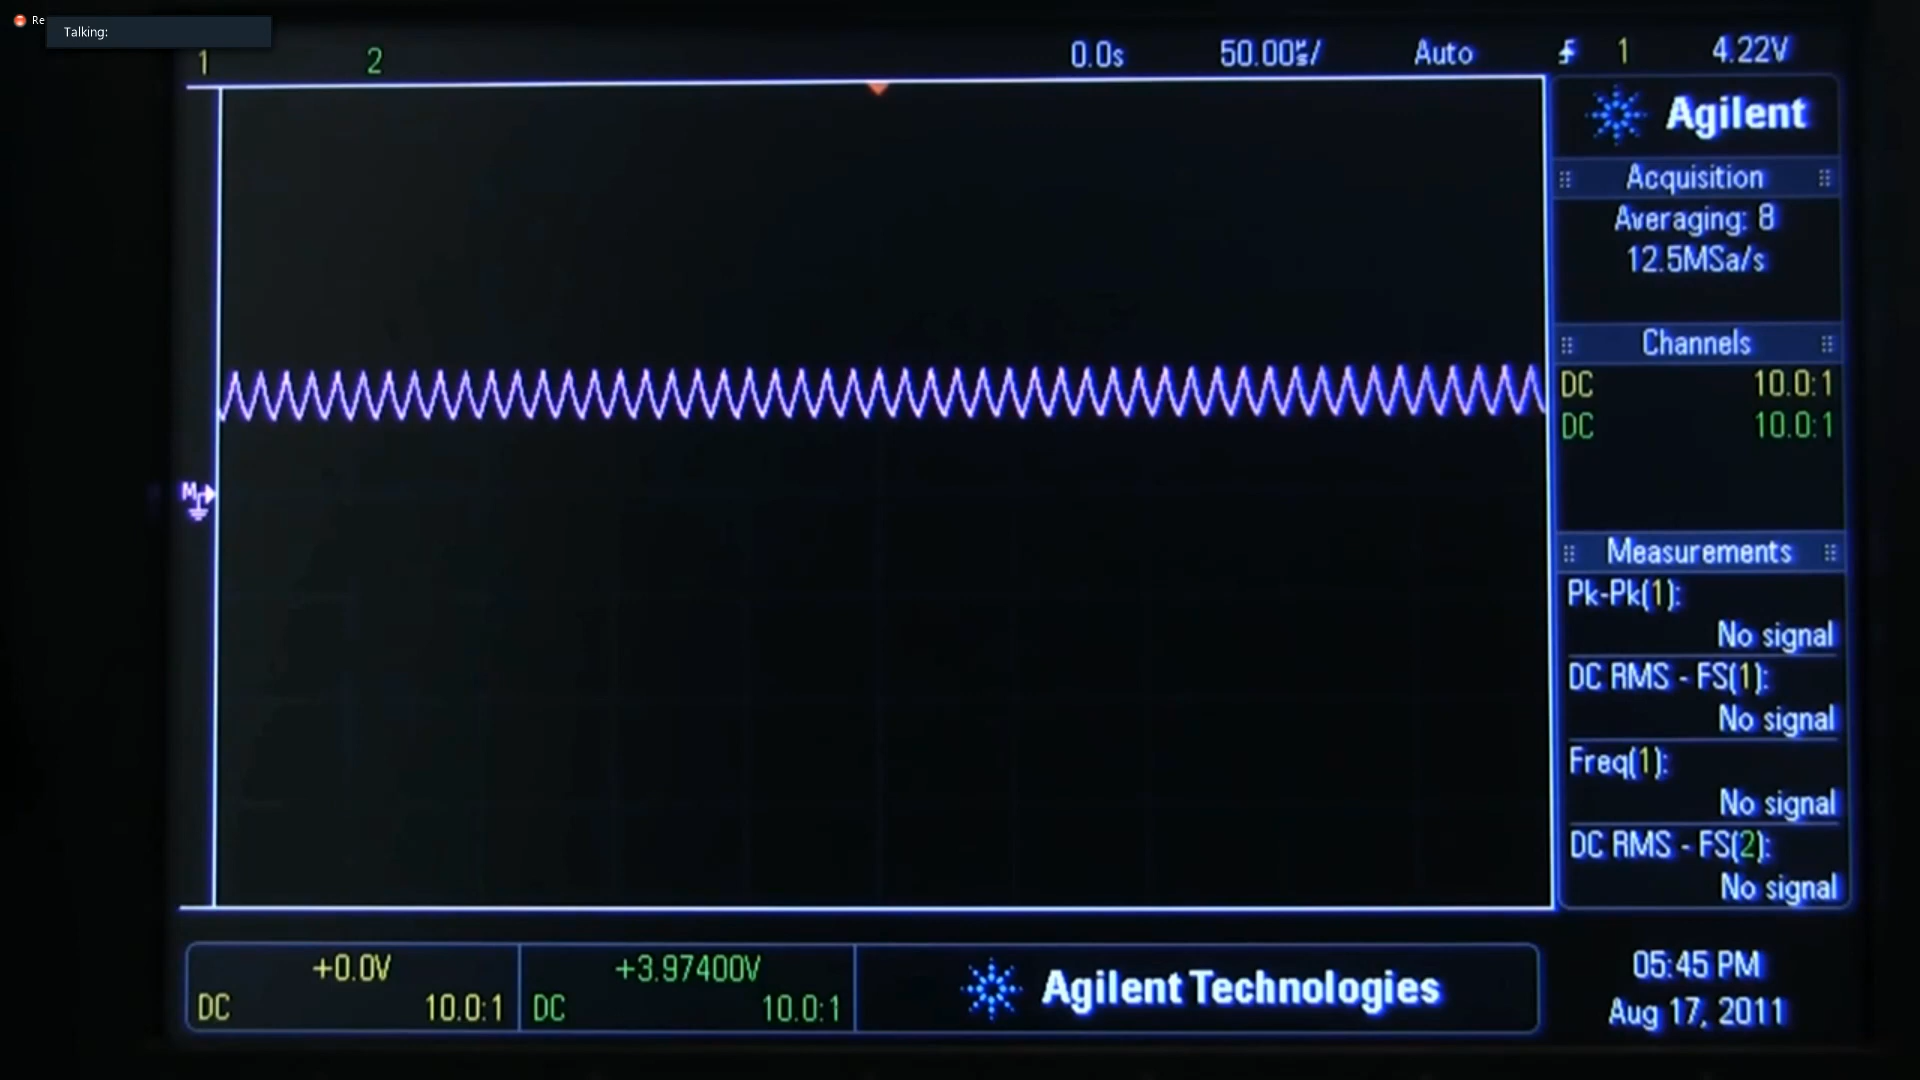 Re
Talking:
1 2 0.0s 50.00㎲/ Auto 1 4.22V
Agilent
Acquisition
Averaging: 8
12.5MSa/s
Channels
DC 10.0:1
DC 10.0:1
M
Measurements
Pk-Pk(1):
No signal
DC RMS - FS(1):
No signal
Freq(1):
No signal
DC RMS - FS(2):
No signal
+0.0V
DC 10.0:1
+3.97400V
DC 10.0:1
Agilent Technologies
05:45 PM
Aug 17, 2011